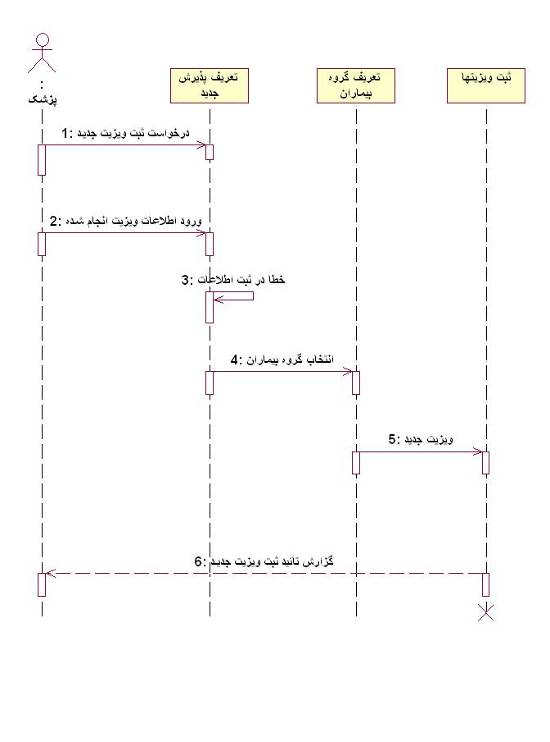 :
پزشک
تعریف پذیرش
جدید
تعریف گروه
بیماران
ثبت ویزیتها
1: درخواست ثبت ویزیت جدید
2: ورود اطلاعات ویزیت انجام شده
3: خطا در ثبت اطلاعات
4: انتخاب گروه بیماران
5: ویزیت جدید
6: گزارش تائید ثبت ویزیت جدید